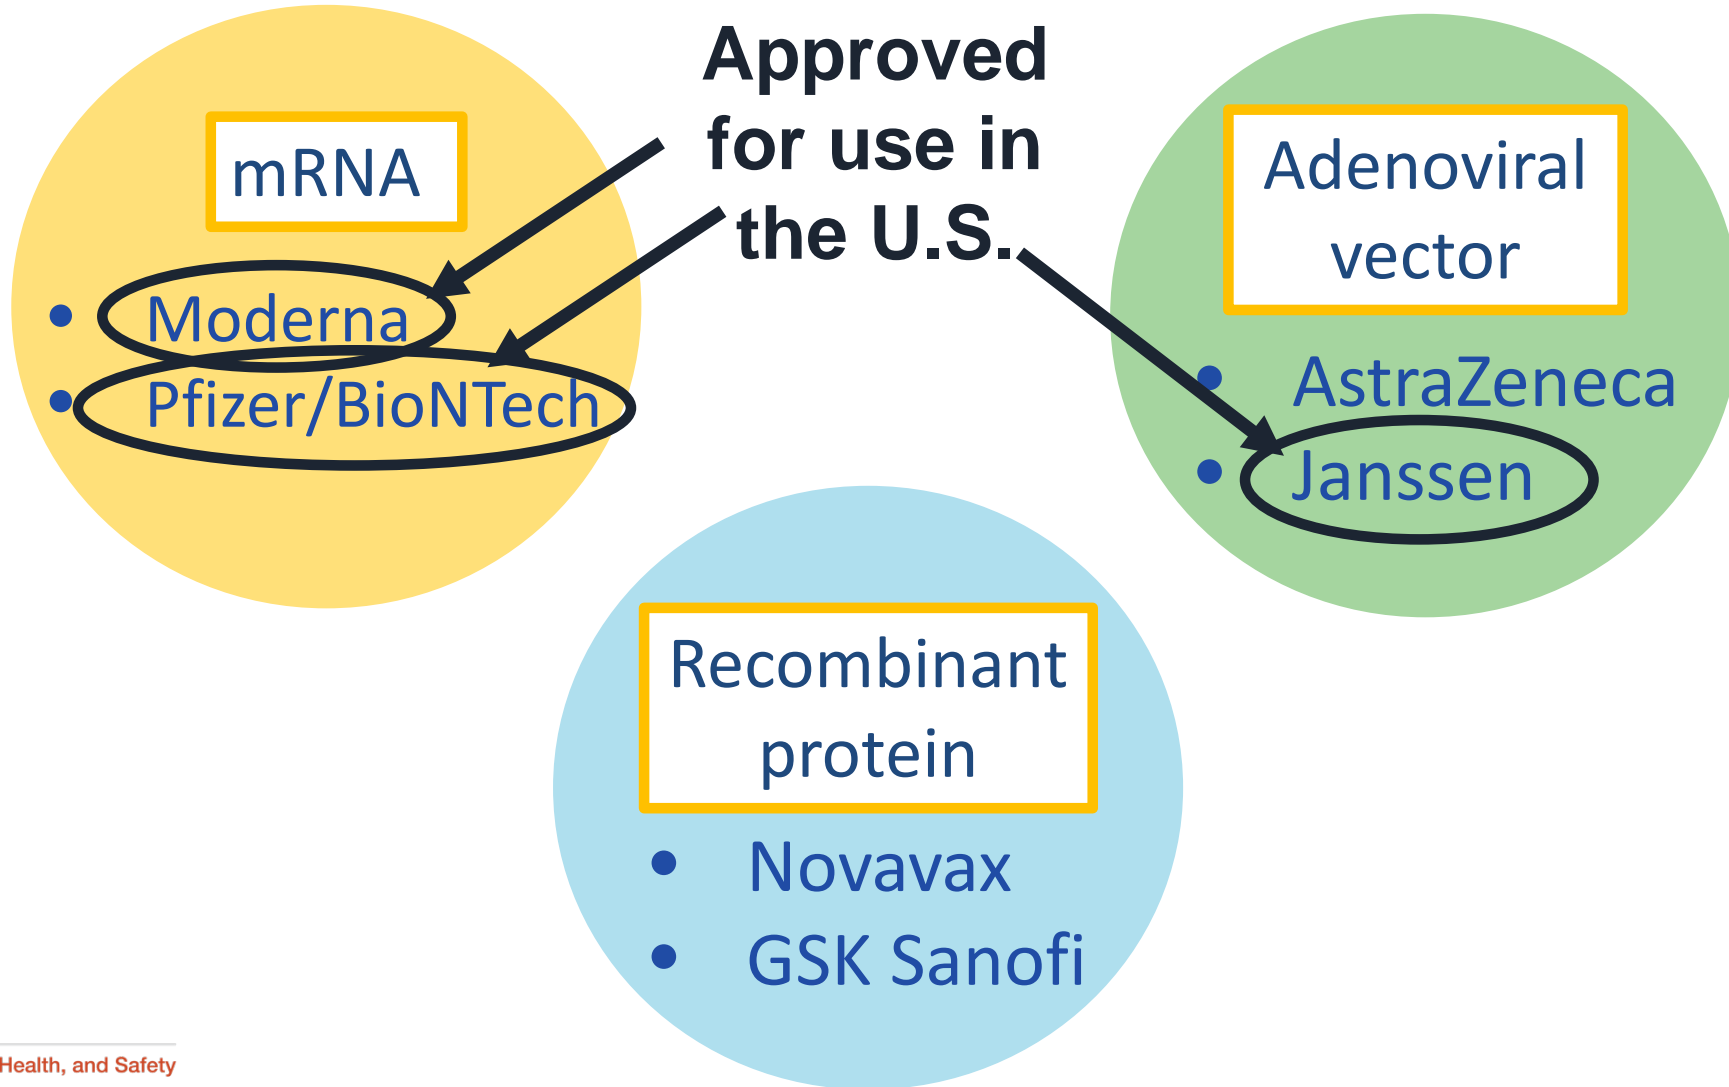 Approved
for use in
the U.S.
mRNA
• Moderna
• Pfizer/BioNTech
Adenoviral
vector
• AstraZeneca
• Janssen
Recombinant
protein
• Novavax
• GSK Sanofi
Health, and Safety